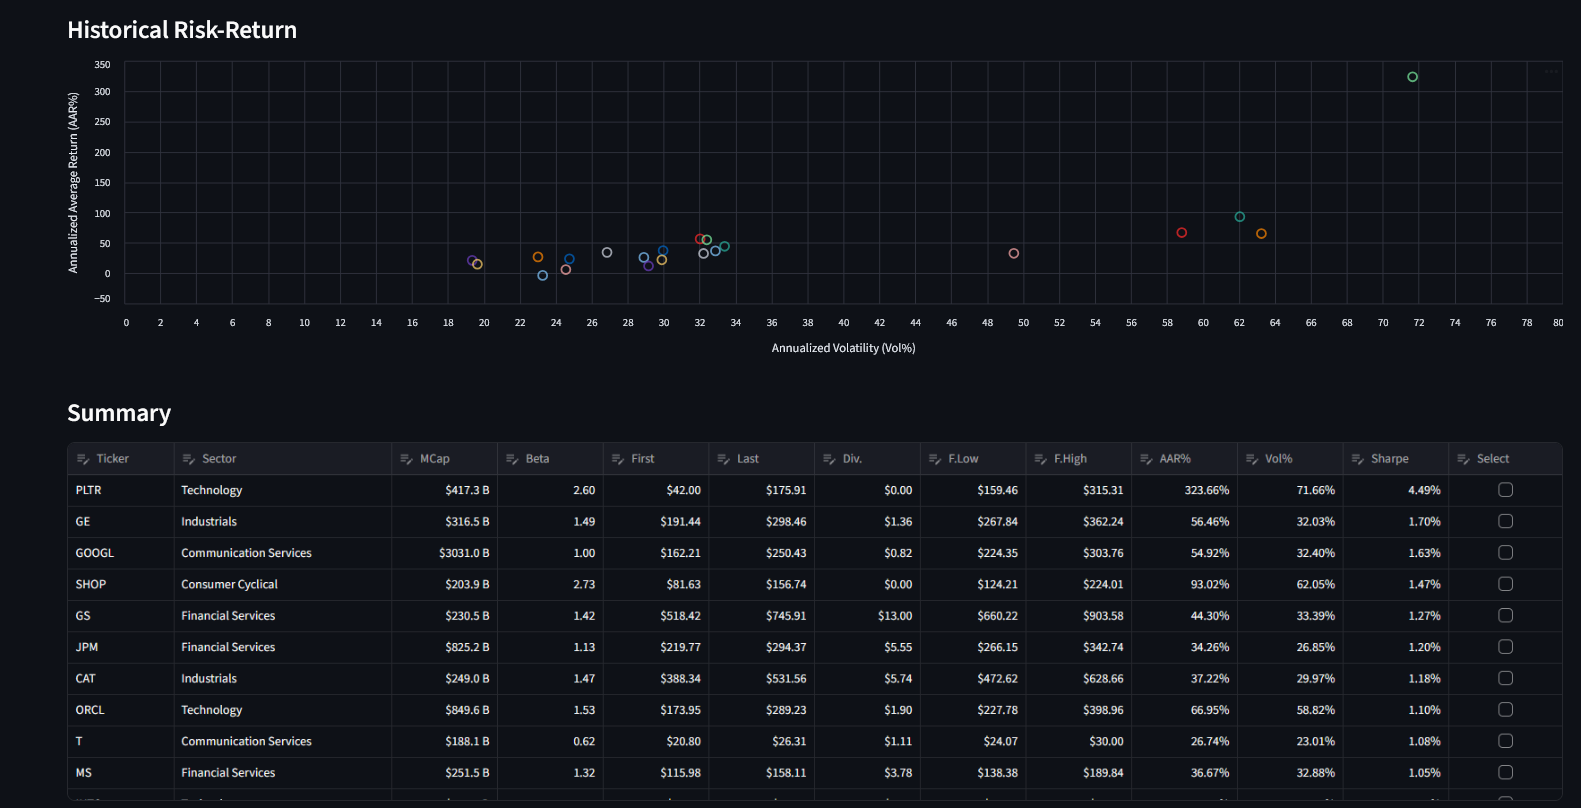 Historical Risk-Return
Annualized Average Return (AAR%)
350
300
250
200
150
100
50
0
−50
0 2 4 6 8 10 12 14 16 18 20 22 24 26 28 30 32 34 36 38 40 42 44 46 48 50 52 54 56 58 60 62 64 66 68 70 72 74 76 78 80
Annualized Volatility (Vol%)
Summary
Ticker Sector MCap Beta First Last Div. F.Low F.High AAR% Vol% Sharpe Select
PLTR Technology $417.3 B 2.60 $42.00 $175.91 $0.00 $159.46 $315.31 323.66% 71.66% 4.49%
GE Industrials $316.5 B 1.49 $191.44 $298.46 $1.36 $267.84 $362.24 56.46% 32.03% 1.70%
GOOGL Communication Services $3031.0 B 1.00 $162.21 $250.43 $0.82 $224.35 $303.76 54.92% 32.40% 1.63%
SHOP Consumer Cyclical $203.9 B 2.73 $81.63 $156.74 $0.00 $124.21 $224.01 93.02% 62.05% 1.47%
GS Financial Services $230.5 B 1.42 $518.42 $745.91 $13.00 $660.22 $903.58 44.30% 33.39% 1.27%
JPM Financial Services $825.2 B 1.13 $219.77 $294.37 $5.55 $266.15 $342.74 34.26% 26.85% 1.20%
CAT Industrials $249.0 B 1.47 $388.34 $531.56 $5.74 $472.62 $628.66 37.22% 29.97% 1.18%
ORCL Technology $849.6 B 1.53 $173.95 $289.23 $1.90 $227.78 $398.96 66.95% 58.82% 1.10%
T Communication Services $188.1 B 0.62 $20.80 $26.31 $1.11 $24.07 $30.00 26.74% 23.01% 1.08%
MS Financial Services $251.5 B 1.32 $115.98 $158.11 $3.78 $138.38 $189.84 36.67% 32.88% 1.05%